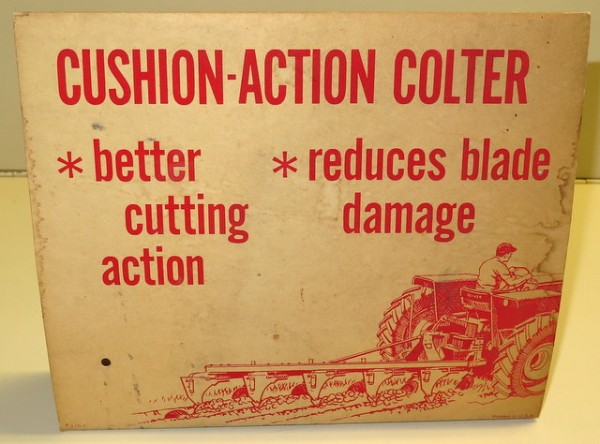 CUSHION-ACTION COLTER
* better
cutting
action
* reduces blade
damage